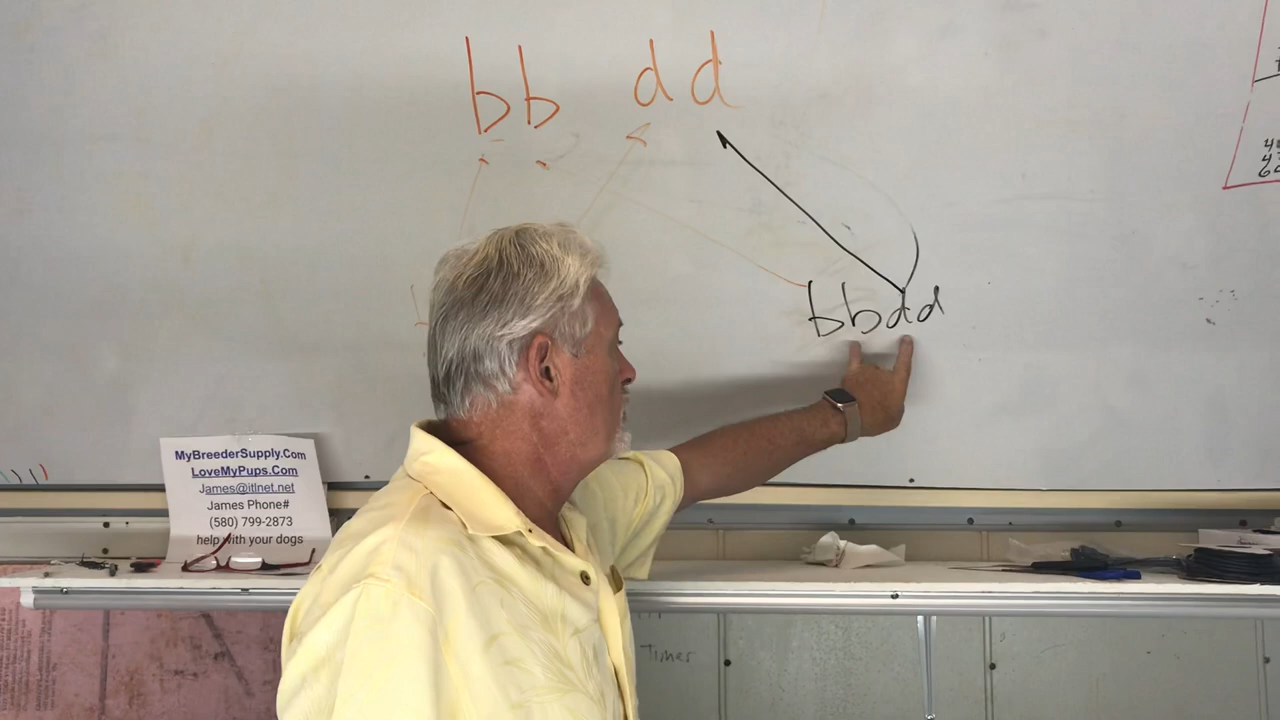 bb dd
bbdd
MyBreederSupply.Com
LoveMyPups.Com
James@itlnet.net
James Phone#
(580) 799-2873
help with your dogs
Timer